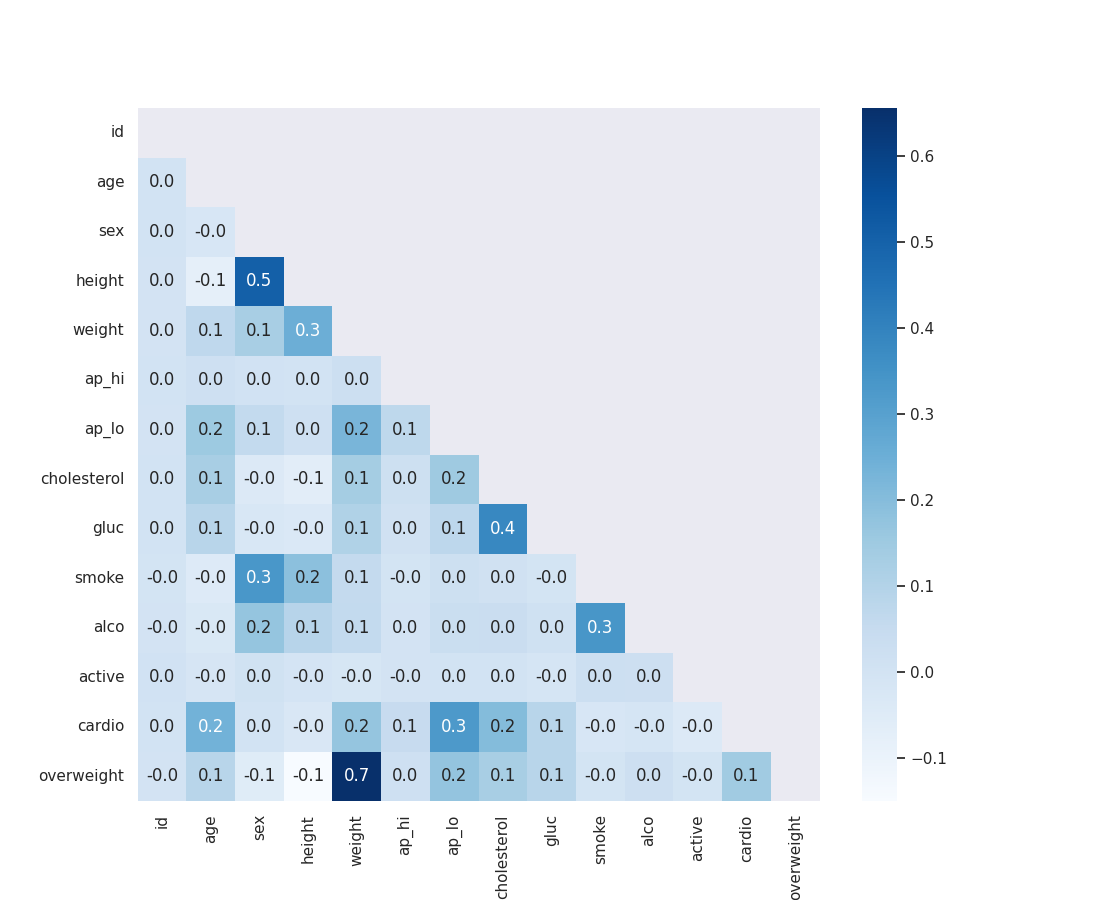 id
age 0.0
sex 0.0 -0.0
height 0.0 -0.1 0.5
weight 0.0 0.1 0.1 0.3
ap_hi 0.0 0.0 0.0 0.0 0.0
ap_lo 0.0 0.2 0.1 0.0 0.2 0.1
cholesterol 0.0 0.1 -0.0 -0.1 0.1 0.0 0.2
gluc 0.0 0.1 -0.0 -0.0 0.1 0.0 0.1 0.4
smoke -0.0 -0.0 0.3 0.2 0.1 -0.0 0.0 0.0 -0.0
alco -0.0 -0.0 0.2 0.1 0.1 0.0 0.0 0.0 0.0 0.3
active 0.0 -0.0 0.0 -0.0 -0.0 -0.0 0.0 0.0 -0.0 0.0 0.0
cardio 0.0 0.2 0.0 -0.0 0.2 0.1 0.3 0.2 0.1 -0.0 -0.0 -0.0
overweight -0.0 0.1 -0.1 -0.1 0.7 0.0 0.2 0.1 0.1 -0.0 0.0 -0.0 0.1
id age sex height weight ap_hi ap_lo cholesterol gluc smoke alco active cardio overweight
0.6
0.5
0.4
0.3
0.2
0.1
0.0
−0.1